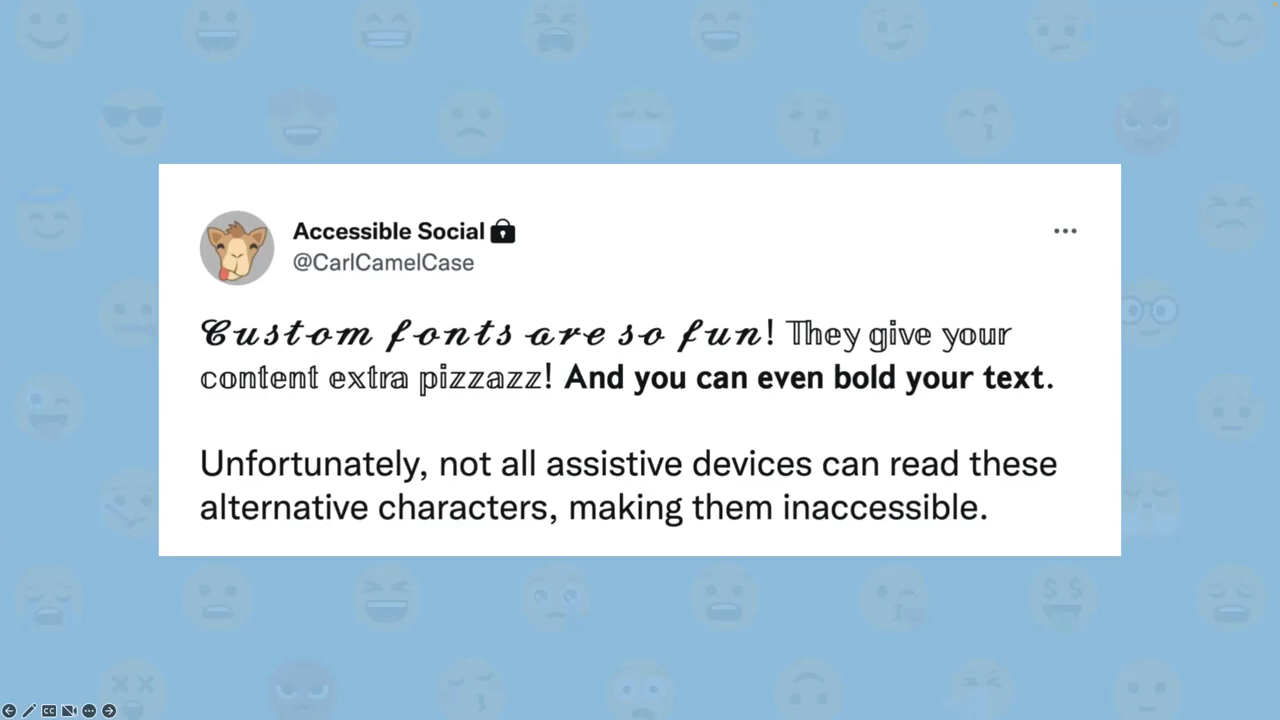 Accessible Social
@CarlCamelCase
𝓒𝓾𝓼𝓽𝓸𝓶 𝓯𝓸𝓷𝓽𝓼 𝓪𝓻𝓮 𝓼𝓸 𝓯𝓾𝓷! 𝕋𝕙𝕖𝕪 𝕘𝕚𝕧𝕖 𝕪𝕠𝕦𝕣
𝕔𝕠𝕟𝕥𝕖𝕟𝕥 𝕖𝕩𝕥𝕣𝕒 𝕡𝕚𝕫𝕫𝕒𝕫𝕫! 𝗔𝗻𝗱 𝘆𝗼𝘂 𝗰𝗮𝗻 𝗲𝘃𝗲𝗻 𝗯𝗼𝗹𝗱 𝘆𝗼𝘂𝗿 𝘁𝗲𝘅𝘁.
Unfortunately, not all assistive devices can read these
alternative characters, making them inaccessible.
CC